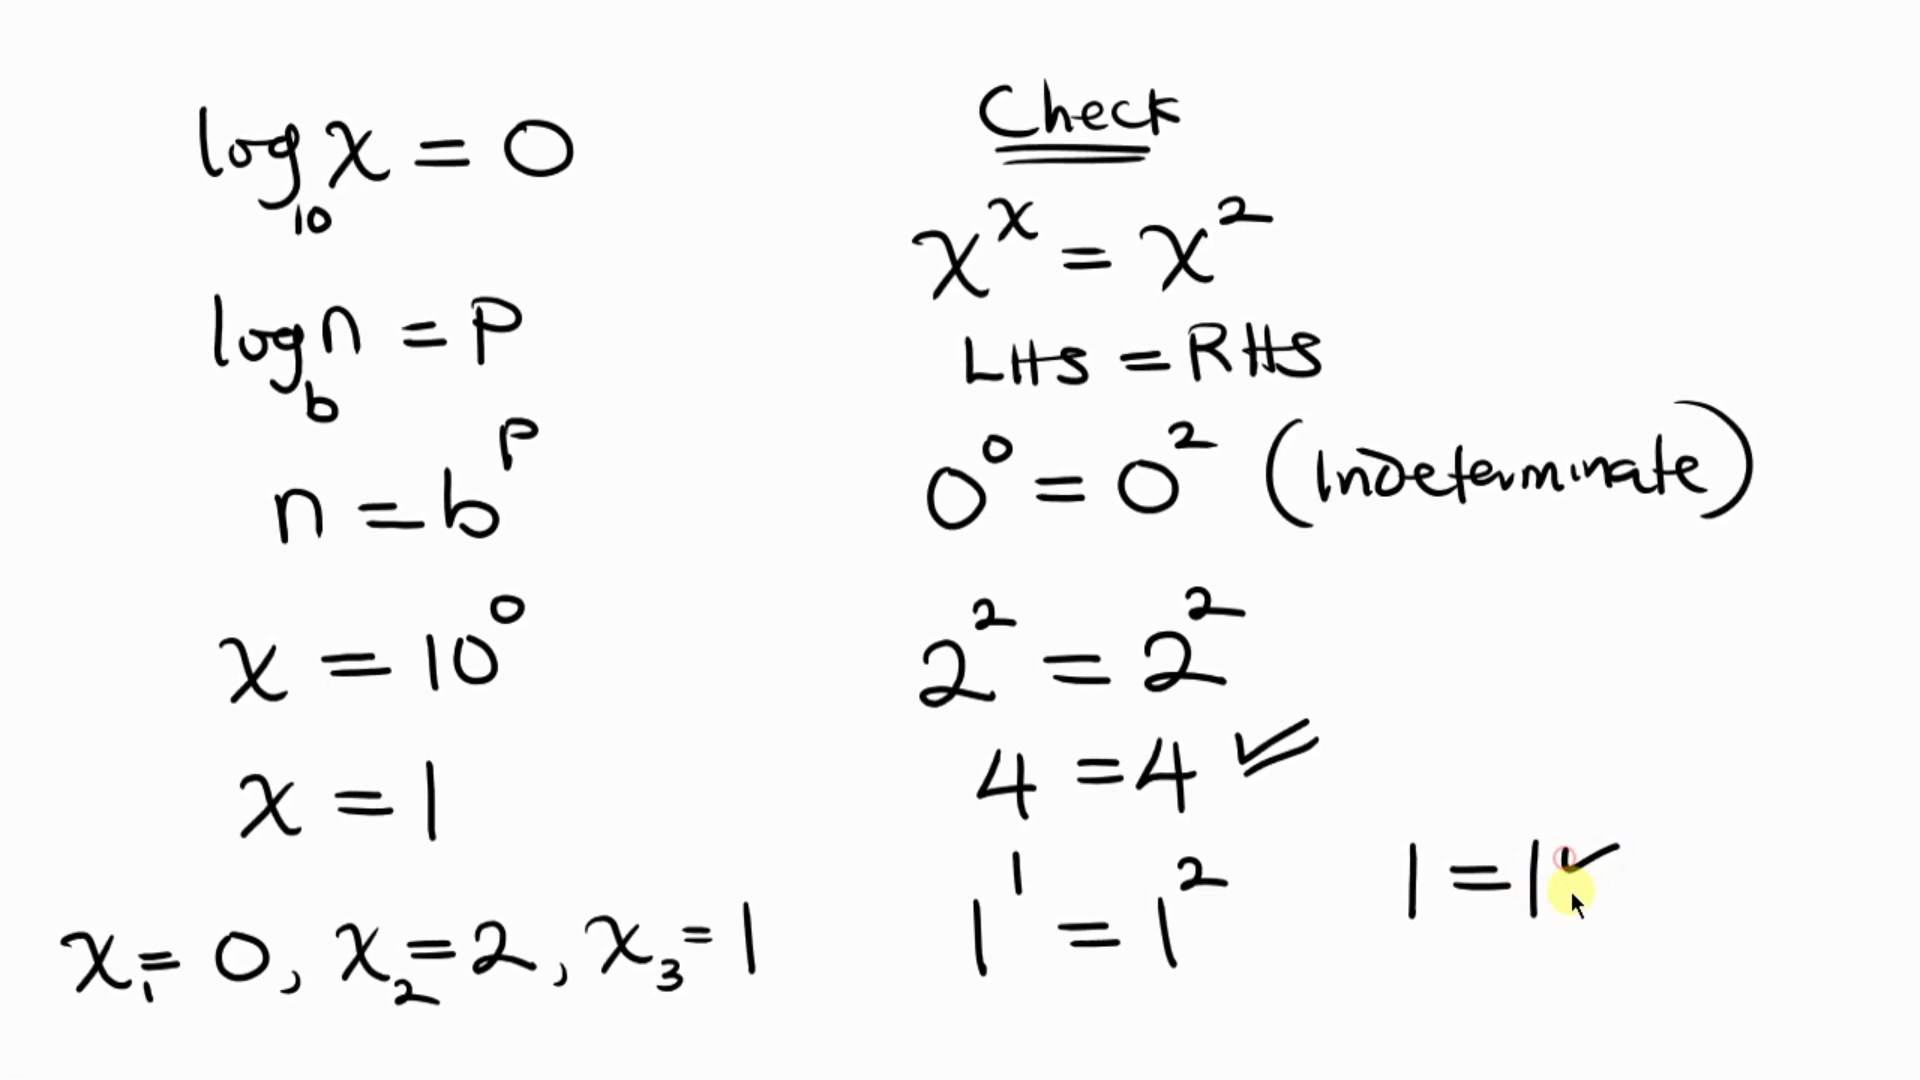 log₁₀ x = 0
log_b n = P
n = b^P
x = 10⁰
x = 1
x₁ = 0, x₂ = 2, x₃ = 1
Check
x^x = x²
LHS = RHS
0⁰ = 0² (Indeterminate)
2² = 2²
4 = 4 ✓
1¹ = 1² 1 = 1 ✓